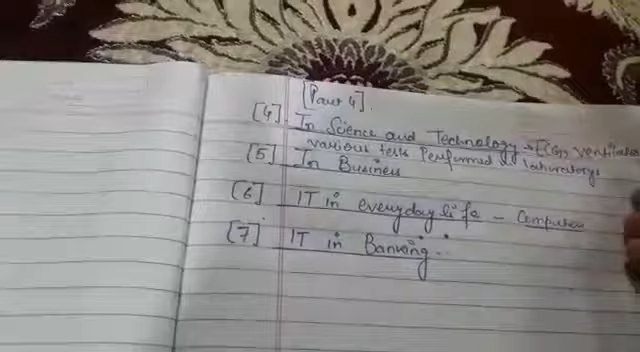 [Part 4].
[4] In Science and Technology → ECG, ventilator
various tests Performed in laboratorys
[5] In Business
[6] IT in everyday life – Computer
[7] IT in Banking..